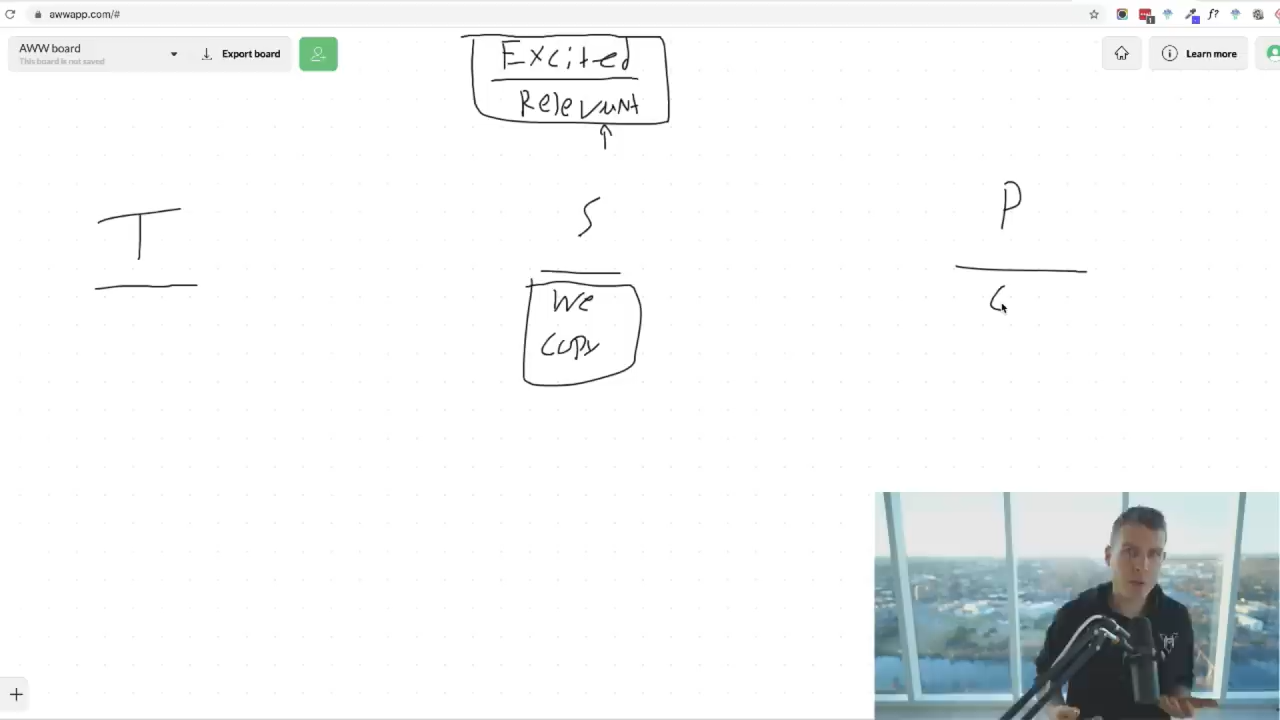 awwapp.com/#
AWW board
This board is not saved
Export board
Learn more
Excited
Relevant
T
S
P
We
copy